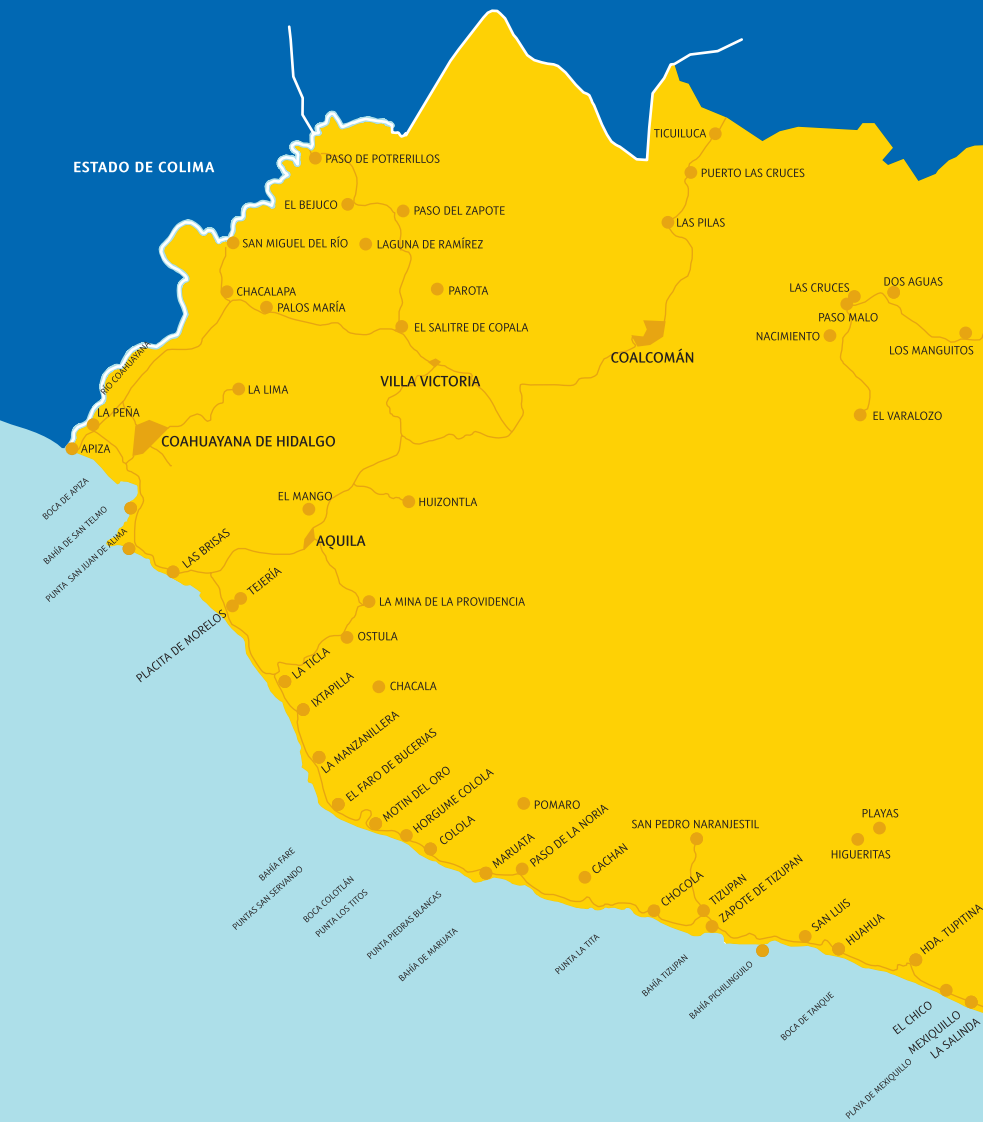 TICUILUCA
PASO DE POTRERILLOS
ESTADO DE COLIMA
PUERTO LAS CRUCES
EL BEJUCO
PASO DEL ZAPOTE
LAS PILAS
SAN MIGUEL DEL RÍO
LAGUNA DE RAMÍREZ
DOS AGUAS
LAS CRUCES
CHACALAPA
PAROTA
PALOS MARÍA
PASO MALO
EL SALITRE DE COPALA
NACIMIENTO
LOS MANGUITOS
COALCOMÁN
RÍO COAHUAYANA
VILLA VICTORIA
LA LIMA
LA PEÑA
EL VARALOZO
COAHUAYANA DE HIDALGO
APIZA
BOCA DE APIZA
EL MANGO
HUIZONTLA
BAHÍA DE SAN TELMO
AQUILA
PUNTA SAN JUAN DE ALIMA
LAS BRISAS
TEJERÍA
LA MINA DE LA PROVIDENCIA
PLACITA DE MORELOS
OSTULA
LA TICLA
IXTAPILLA
CHACALA
LA MANZANILLERA
EL FARO DE BUCERIAS
MOTIN DEL ORO
HORGUME COLOLA
COLOLA
POMARO
MARUATA
PASO DE LA NORIA
PLAYAS
SAN PEDRO NARANJESTIL
HIGUERITAS
CACHAN
BAHÍA FARE
PUNTAS SAN SERVANDO
BOCA COLOTLÁN
PUNTA LOS TITOS
CHOCOLA
TIZUPAN
ZAPOTE DE TIZUPAN
PUNTA PIEDRAS BLANCAS
BAHÍA DE MARUATA
SAN LUIS
HUAHUA
HDA. TUPITINA
PUNTA LA TITA
BAHÍA TIZUPAN
BAHÍA PICHILINGUILO
BOCA DE TANQUE
EL CHICO
MEXIQUILLO
LA SALINDA
PLAYA DE MEXIQUILLO